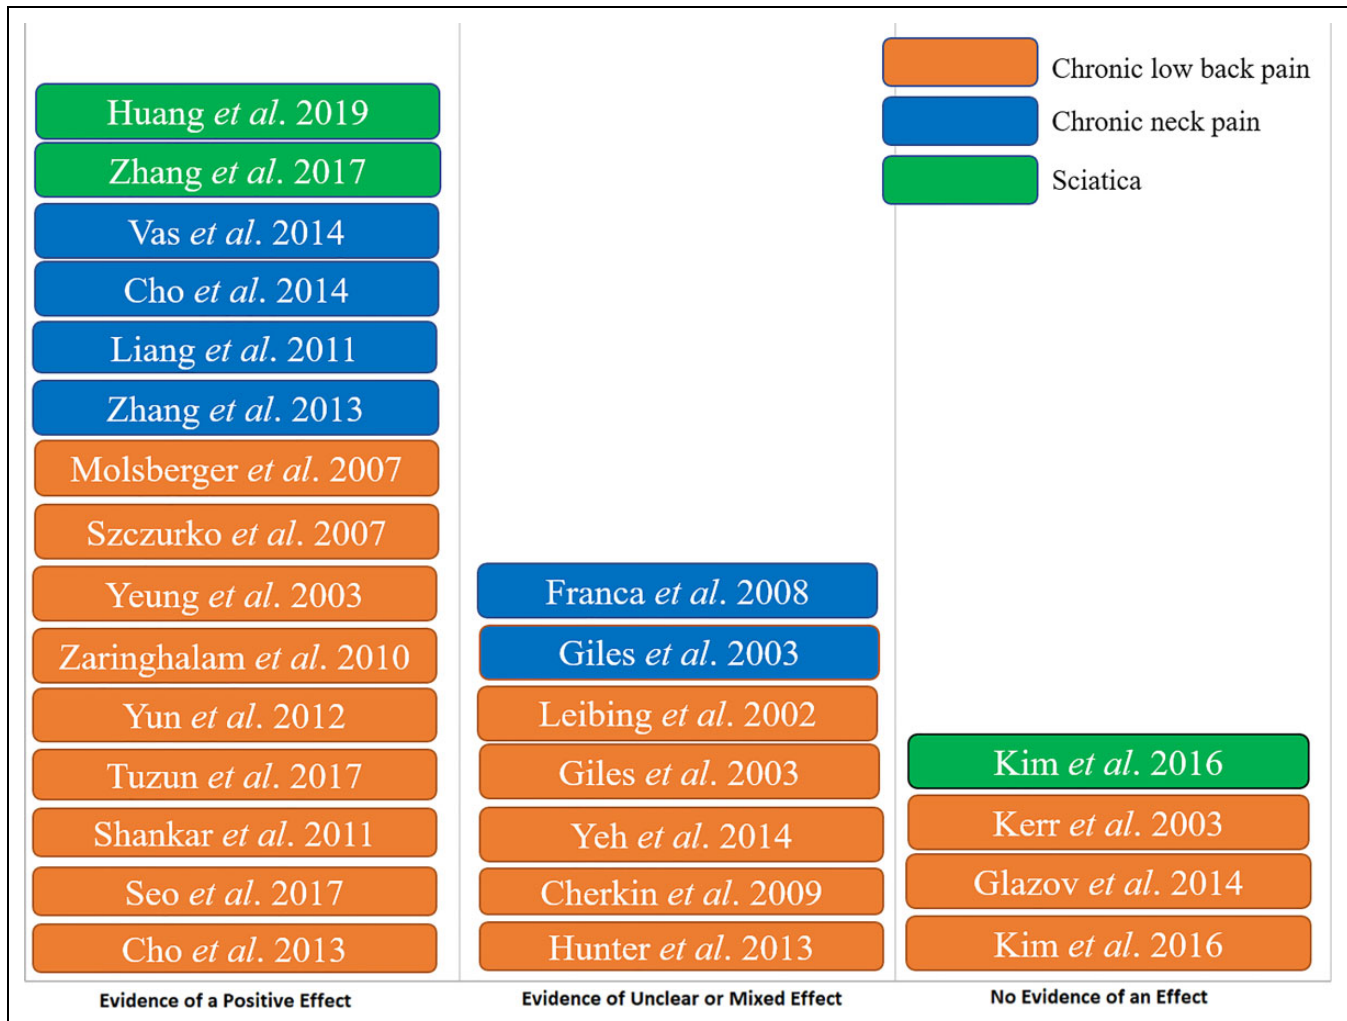 Chronic low back pain
Chronic neck pain
Sciatica
Huang et al. 2019
Zhang et al. 2017
Vas et al. 2014
Cho et al. 2014
Liang et al. 2011
Zhang et al. 2013
Molsberger et al. 2007
Szczurko et al. 2007
Yeung et al. 2003
Zaringhalam et al. 2010
Yun et al. 2012
Tuzun et al. 2017
Shankar et al. 2011
Seo et al. 2017
Cho et al. 2013
Evidence of a Positive Effect
Franca et al. 2008
Giles et al. 2003
Leibing et al. 2002
Giles et al. 2003
Yeh et al. 2014
Cherkin et al. 2009
Hunter et al. 2013
Evidence of Unclear or Mixed Effect
Kim et al. 2016
Kerr et al. 2003
Glazov et al. 2014
Kim et al. 2016
No Evidence of an Effect